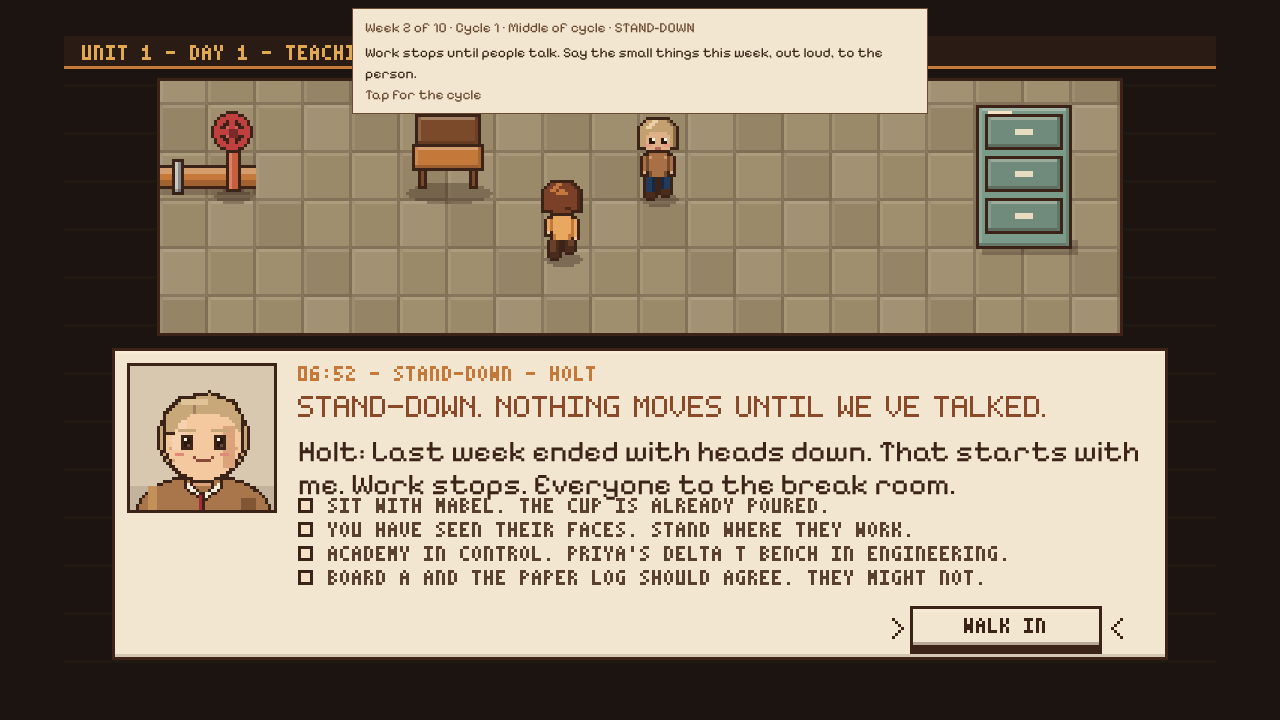 UNIT 1 - DAY 1 - TEACHI
Week 2 of 10 · Cycle 1 · Middle of cycle · STAND-DOWN
Work stops until people talk. Say the small things this week, out loud, to the
person.
Tap for the cycle
06:52 - STAND-DOWN - HOLT
STAND-DOWN. NOTHING MOVES UNTIL WE VE TALKED.
Holt: Last week ended with heads down. That starts with
me. Work stops. Everyone to the break room.
SIT WITH MABEL. THE CUP IS ALREADY POURED.
YOU HAVE SEEN THEIR FACES. STAND WHERE THEY WORK.
ACADEMY IN CONTROL. PRIYA'S DELTA T BENCH IN ENGINEERING.
BOARD A AND THE PAPER LOG SHOULD AGREE. THEY MIGHT NOT.
WALK IN